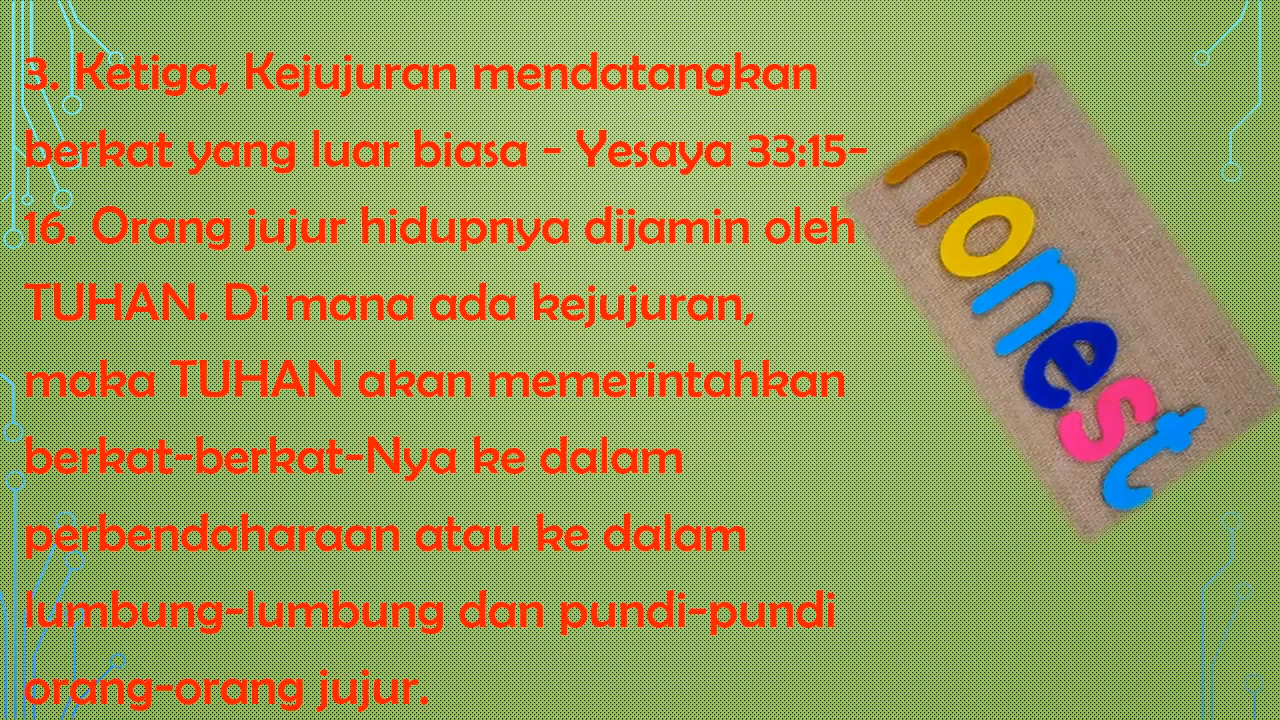 3. Ketiga, Kejujuran mendatangkan
berkat yang luar biasa - Yesaya 33:15-
16. Orang jujur hidupnya dijamin oleh
TUHAN. Di mana ada kejujuran,
maka TUHAN akan memerintahkan
berkat-berkat-Nya ke dalam
perbendaharaan atau ke dalam
lumbung-lumbung dan pundi-pundi
orang-orang jujur.
honest